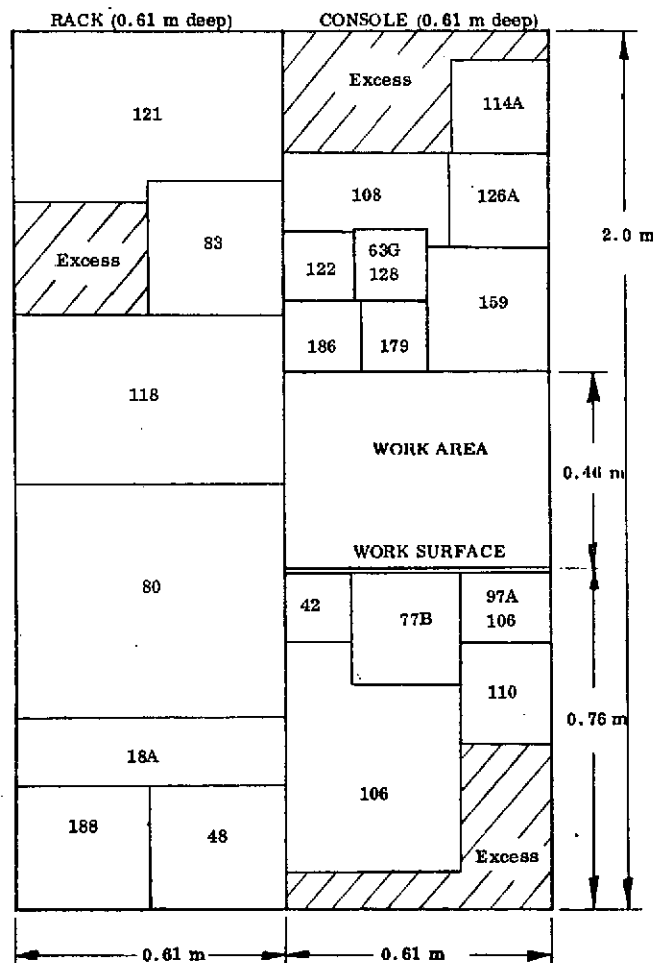 RACK (0.61 m deep)
CONSOLE (0.61 m deep)
Excess
114A
121
108
126A
83
2.0 m
63G
Excess
122
128
159
186
179
118
WORK AREA
0.46 m
WORK SURFACE
80
42
77B
97A
106
110
0.76 m
18A
106
188
48
Excess
0.61 m
0.61 m